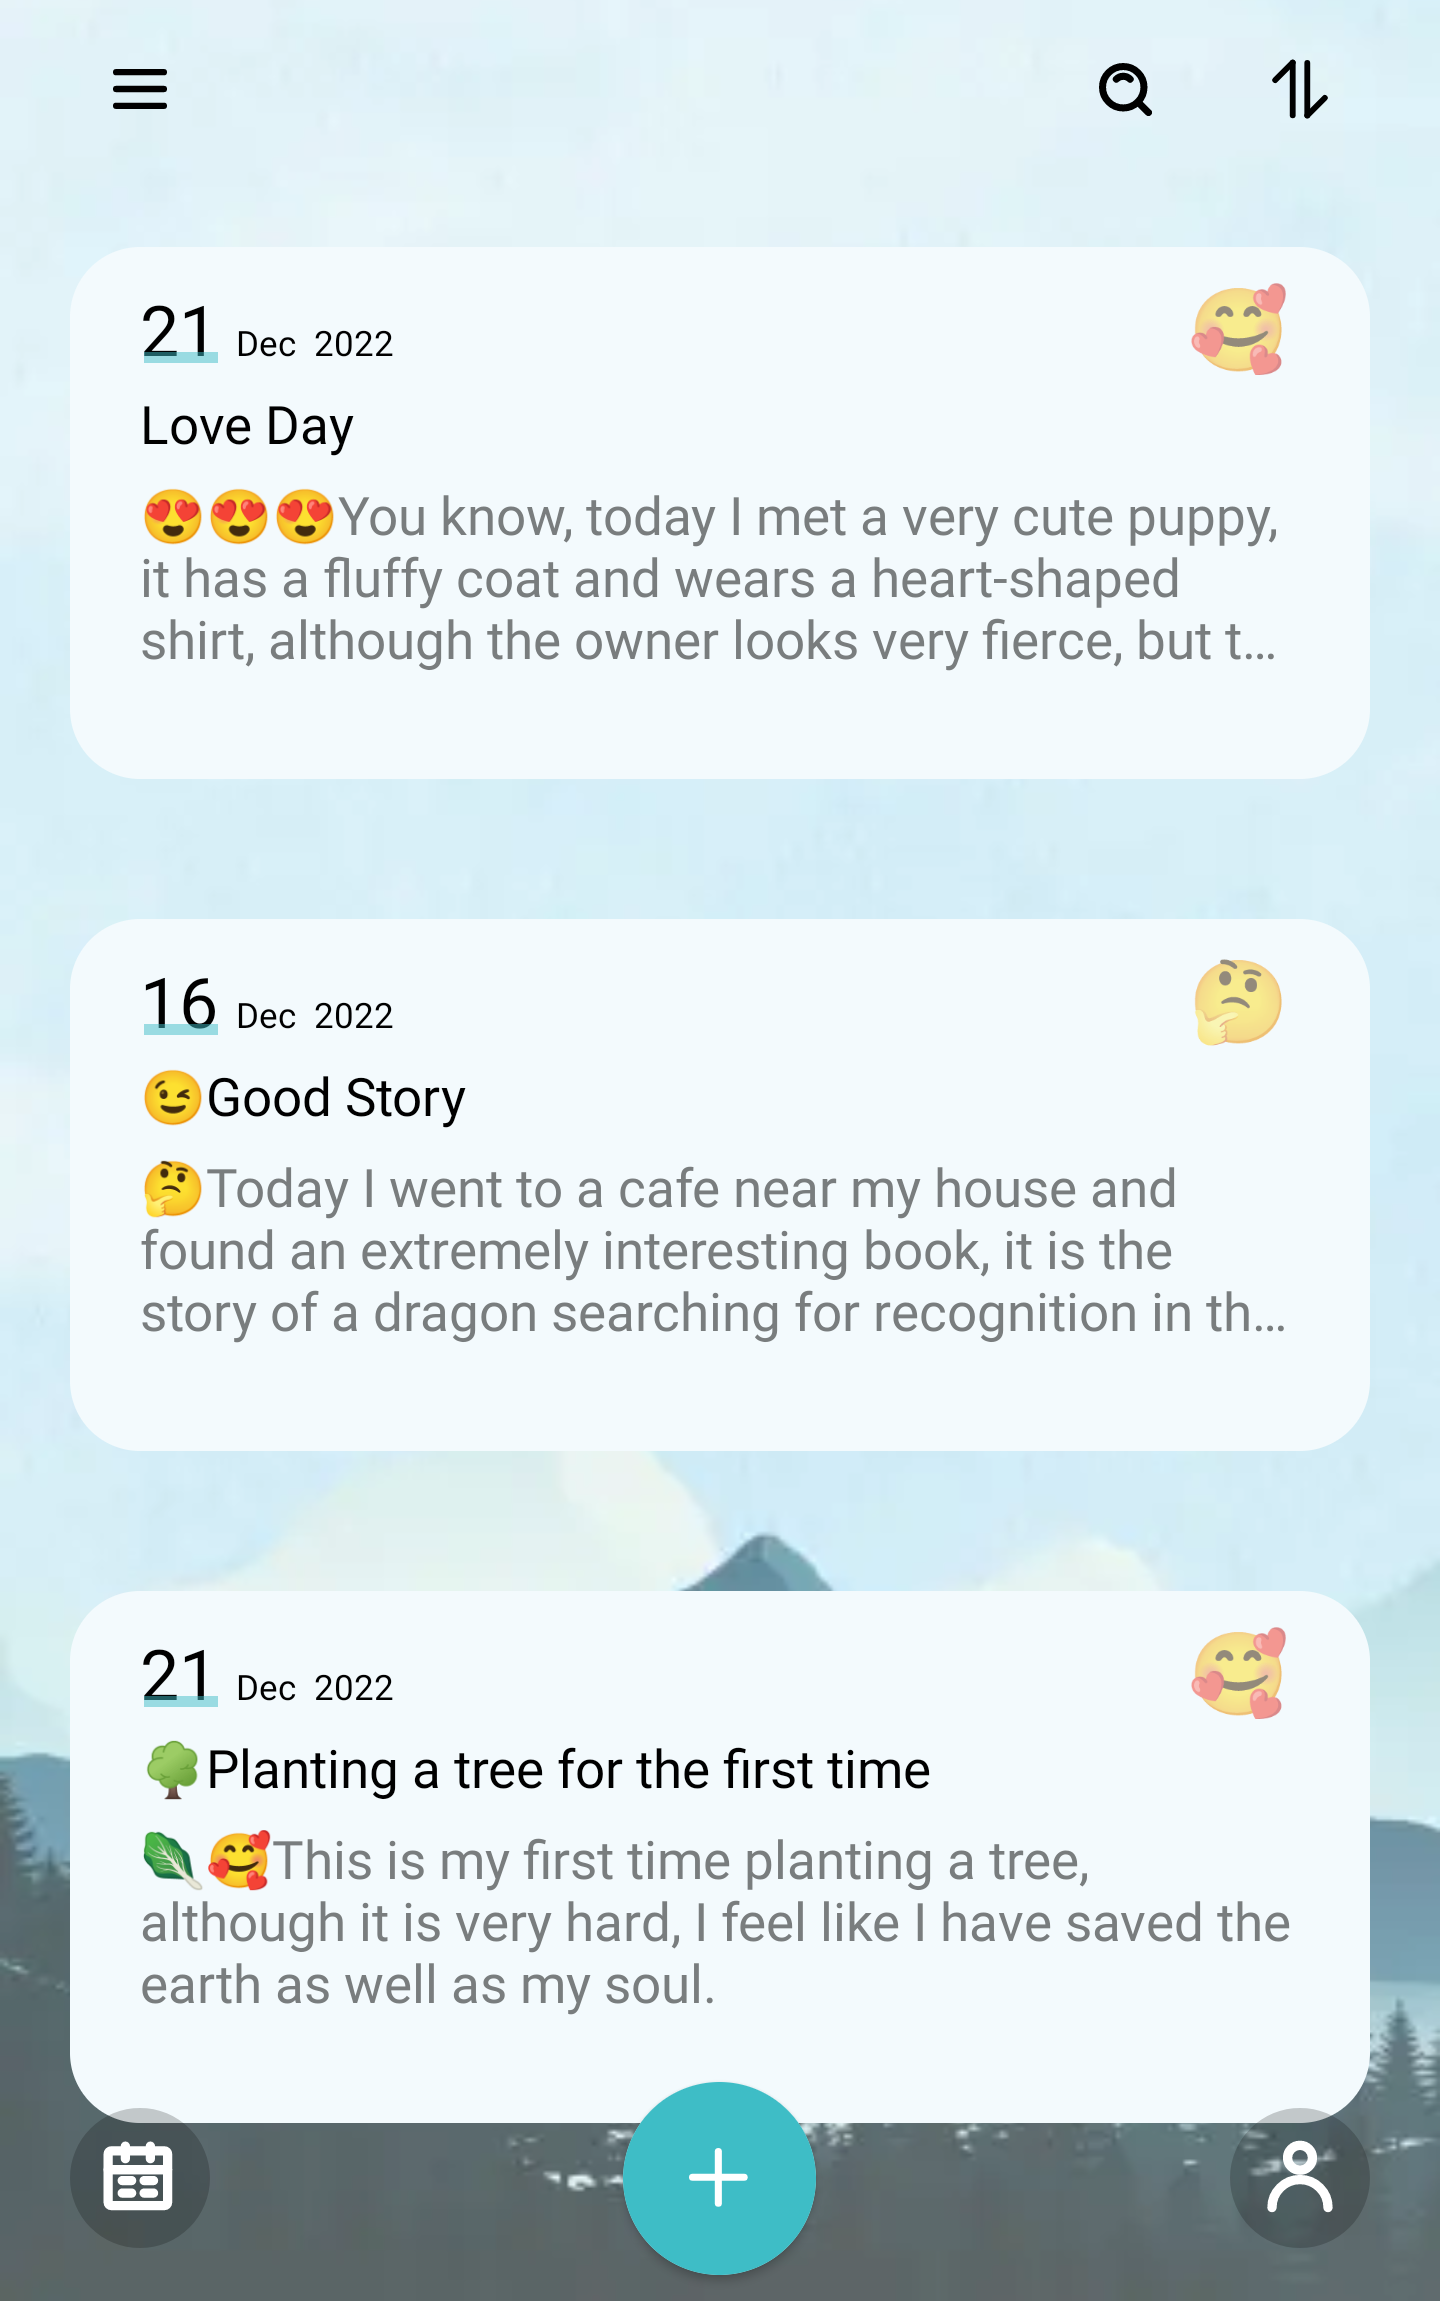 21 Dec 2022
Love Day
😍😍😍You know, today I met a very cute puppy,
it has a fluffy coat and wears a heart-shaped
shirt, although the owner looks very fierce, but t...
16 Dec 2022
😉Good Story
🤔Today I went to a cafe near my house and
found an extremely interesting book, it is the
story of a dragon searching for recognition in th...
21 Dec 2022
🌳Planting a tree for the first time
🥬🥰This is my first time planting a tree,
although it is very hard, I feel like I have saved the
earth as well as my soul.